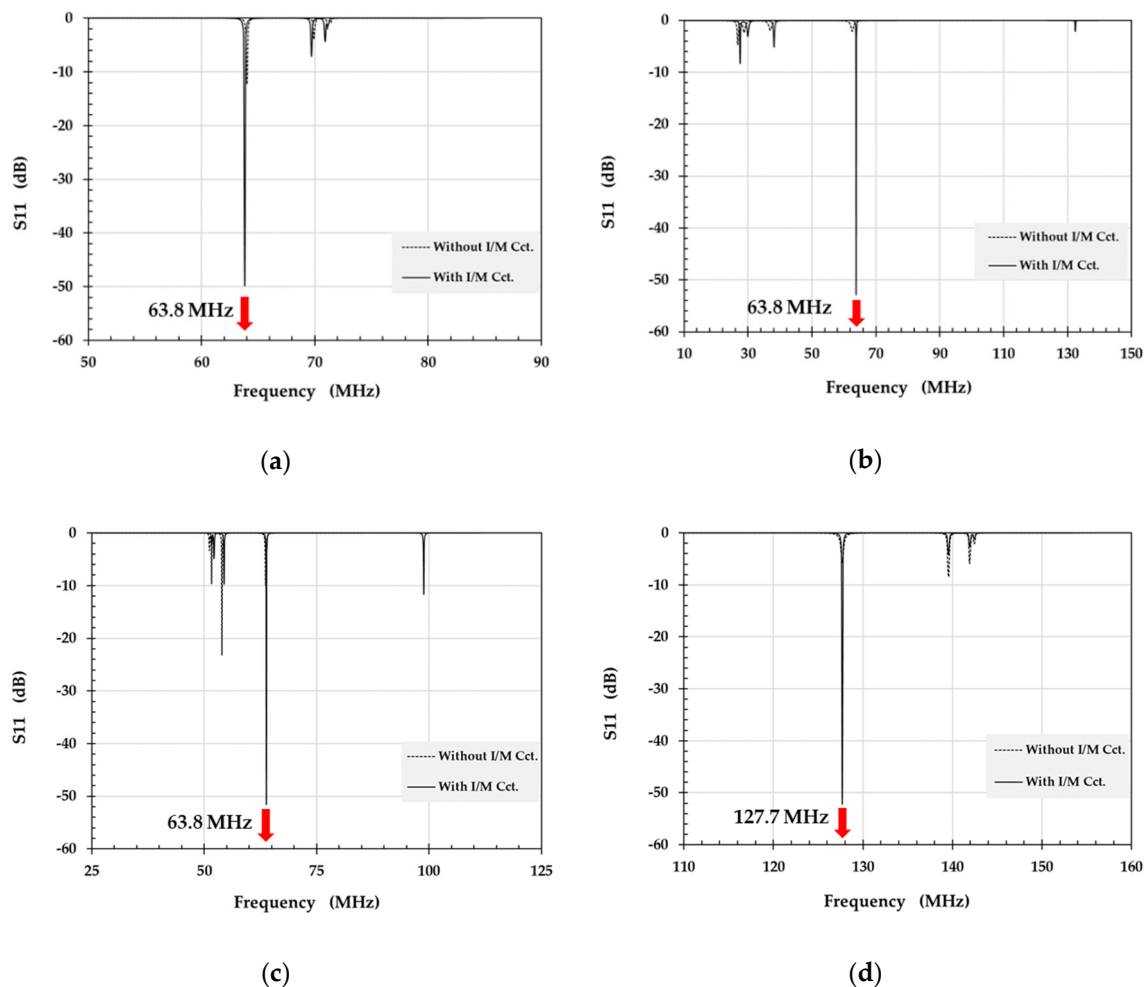 0
-10
-20
-30
-40
-50
-60
S11 (dB)
Without I/M Cct.
With I/M Cct.
63.8 MHz
50 60 70 80 90
Frequency (MHz)
(a)
0
-10
-20
-30
-40
-50
-60
S11 (dB)
Without I/M Cct.
With I/M Cct.
63.8 MHz
10 30 50 70 90 110 130 150
Frequency (MHz)
(b)
0
-10
-20
-30
-40
-50
-60
S11 (dB)
Without I/M Cct.
With I/M Cct.
63.8 MHz
25 50 75 100 125
Frequency (MHz)
(c)
0
-10
-20
-30
-40
-50
-60
S11 (dB)
Without I/M Cct.
With I/M Cct.
127.7 MHz
110 120 130 140 150 160
Frequency (MHz)
(d)